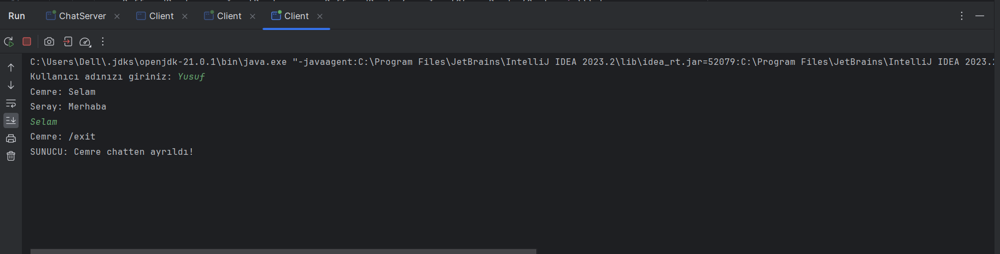 Run ChatServer Client Client Client
C:\Users\Dell\.jdks\openjdk-21.0.1\bin\java.exe "-javaagent:C:\Program Files\JetBrains\IntelliJ IDEA 2023.2\lib\idea_rt.jar=52079:C:\Program Files\JetBrains\IntelliJ IDEA 2023.2
Kullanıcı adınızı giriniz: Yusuf
Cemre: Selam
Seray: Merhaba
Selam
Cemre: /exit
SUNUCU: Cemre chatten ayrıldı!